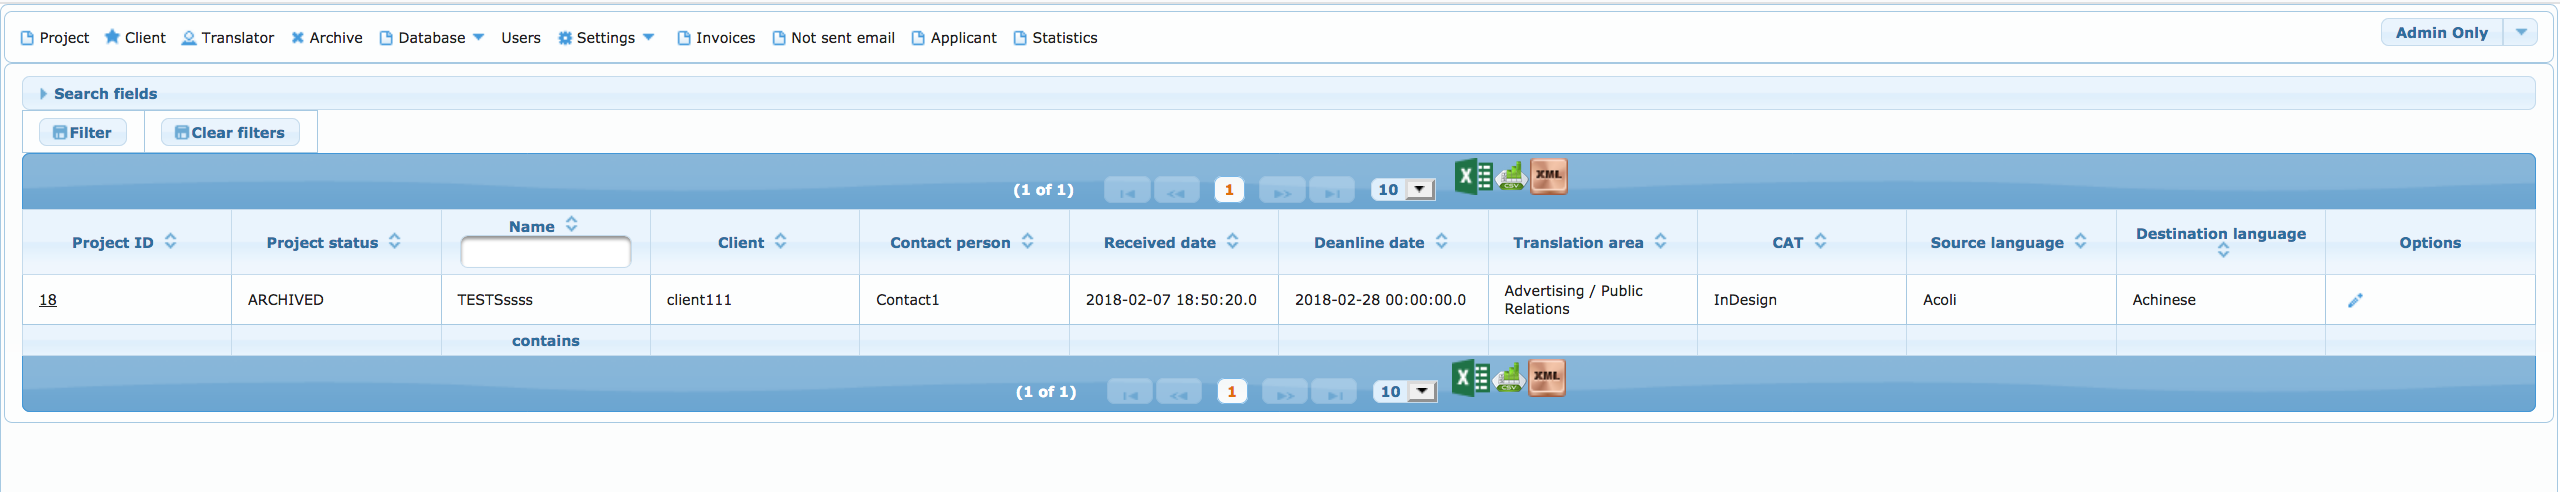 Project Client Translator Archive Database Users Settings Invoices Not sent email Applicant Statistics Admin Only
Search fields
Filter Clear filters
(1 of 1) 1 10 X CSV XML
Project ID Project status Name Client Contact person Received date Deanline date Translation area CAT Source language Destination language Options
18 ARCHIVED TESTSssss client111 Contact1 2018-02-07 18:50:20.0 2018-02-28 00:00:00.0 Advertising / Public Relations InDesign Acoli Achinese
contains
(1 of 1) 1 10 X CSV XML